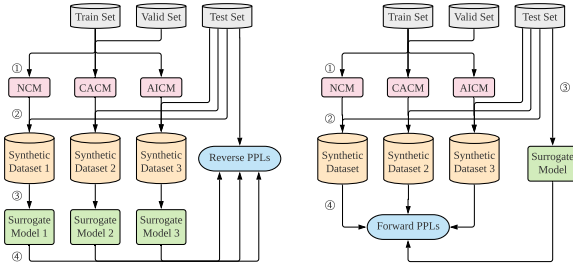 Train Set
Valid Set
Test Set
①
NCM
CACM
AICM
②
Synthetic
Dataset 1
Synthetic
Dataset 2
Synthetic
Dataset 3
Reverse PPLs
③
Surrogate
Model 1
Surrogate
Model 2
Surrogate
Model 3
④
Train Set
Valid Set
Test Set
①
NCM
CACM
AICM
③
②
Synthetic
Dataset
Synthetic
Dataset 2
Synthetic
Dataset 3
Surrogate
Model
④
Forward PPLs